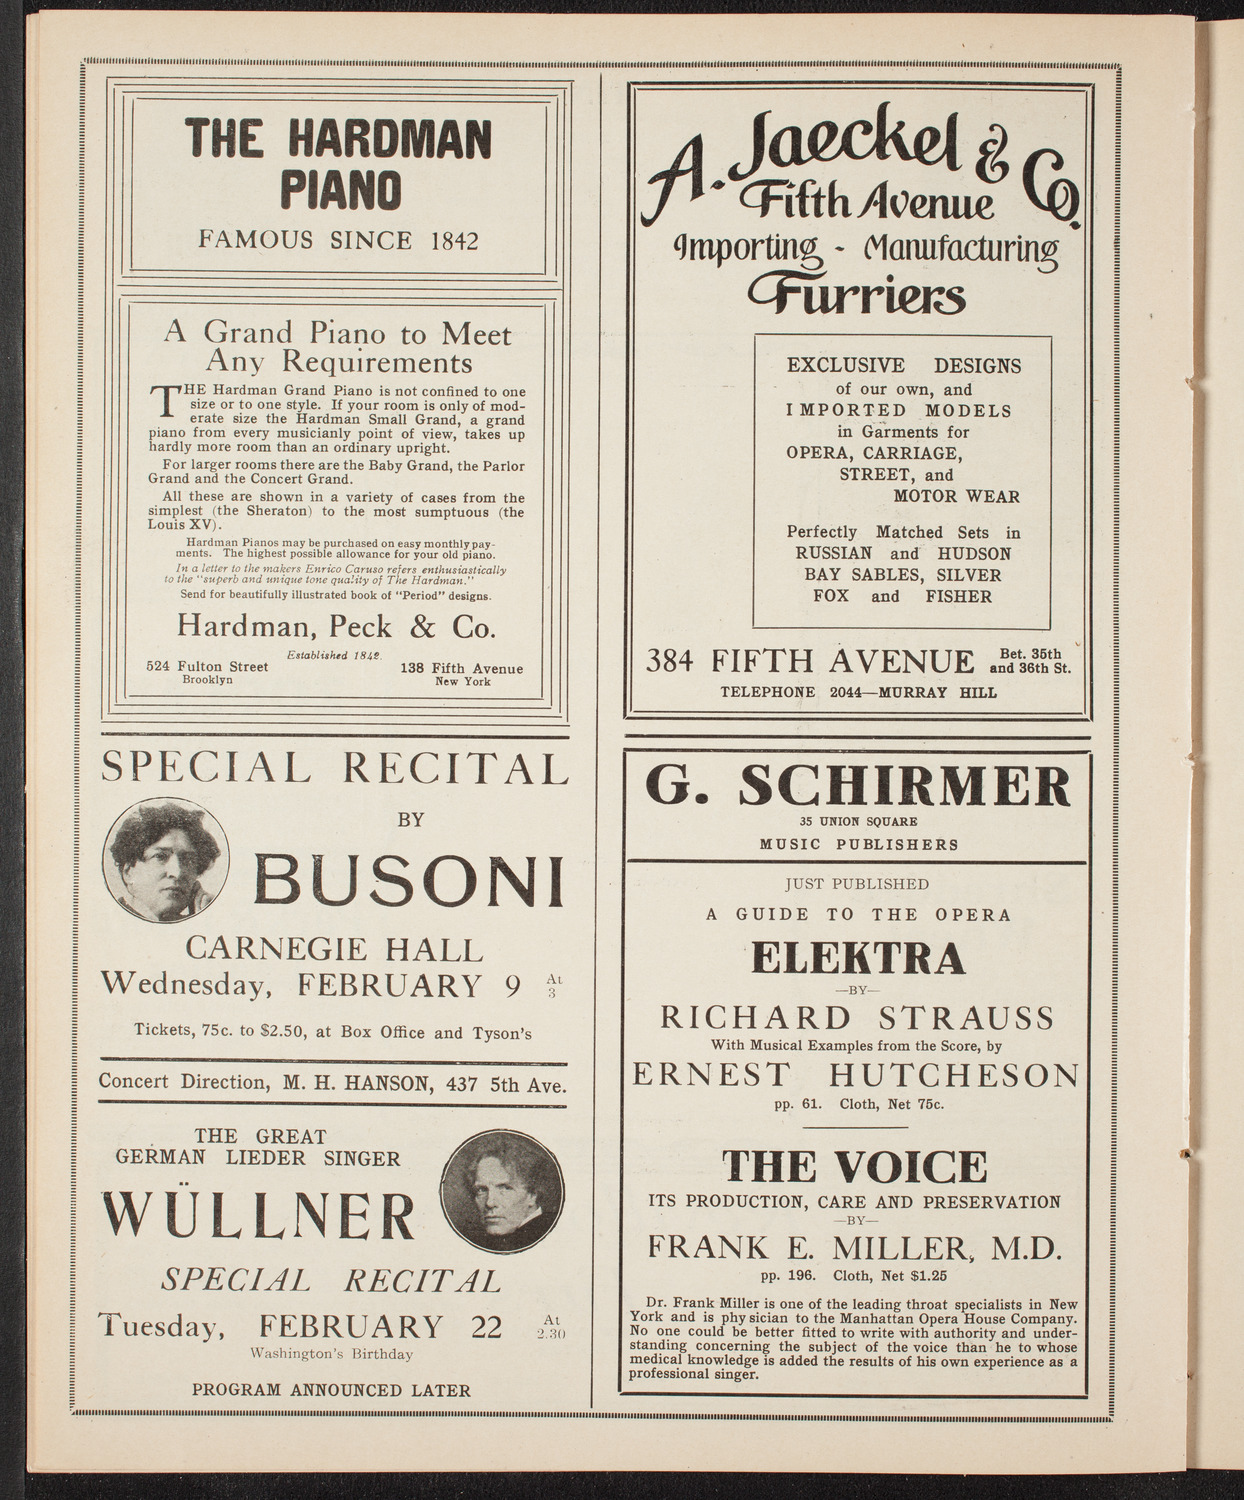 THE HARDMAN
PIANO
FAMOUS SINCE 1842
A Grand Piano to Meet
Any Requirements
THE Hardman Grand Piano is not confined to one
size or to one style. If your room is only of mod-
erate size the Hardman Small Grand, a grand
piano from every musicianly point of view, takes up
hardly more room than an ordinary upright.
For larger rooms there are the Baby Grand, the Parlor
Grand and the Concert Grand.
All these are shown in a variety of cases from the
simplest (the Sheraton) to the most sumptuous (the
Louis XV).
Hardman Pianos may be purchased on easy monthly pay-
ments. The highest possible allowance for your old piano.
In a letter to the makers Enrico Caruso refers enthusiastically
to the "superb and unique tone quality of The Hardman."
Send for beautifully illustrated book of "Period" designs.
Hardman, Peck & Co.
Established 1842.
524 Fulton Street
Brooklyn
138 Fifth Avenue
New York
SPECIAL RECITAL
BY
BUSONI
CARNEGIE HALL
Wednesday, FEBRUARY 9 At 3
Tickets, 75c. to $2.50, at Box Office and Tyson's
Concert Direction, M. H. HANSON, 437 5th Ave.
THE GREAT
GERMAN LIEDER SINGER
WÜLLNER
SPECIAL RECITAL
Tuesday, FEBRUARY 22 At 2.30
Washington's Birthday
PROGRAM ANNOUNCED LATER
A. Jaeckel & Co.
Fifth Avenue
Importing - Manufacturing
Furriers
EXCLUSIVE DESIGNS
of our own, and
IMPORTED MODELS
in Garments for
OPERA, CARRIAGE,
STREET, and
MOTOR WEAR
Perfectly Matched Sets in
RUSSIAN and HUDSON
BAY SABLES, SILVER
FOX and FISHER
384 FIFTH AVENUE Bet. 35th and 36th St.
TELEPHONE 2044—MURRAY HILL
G. SCHIRMER
35 UNION SQUARE
MUSIC PUBLISHERS
JUST PUBLISHED
A GUIDE TO THE OPERA
ELEKTRA
—BY—
RICHARD STRAUSS
With Musical Examples from the Score, by
ERNEST HUTCHESON
pp. 61. Cloth, Net 75c.
THE VOICE
ITS PRODUCTION, CARE AND PRESERVATION
—BY—
FRANK E. MILLER, M.D.
pp. 196. Cloth, Net $1.25
Dr. Frank Miller is one of the leading throat specialists in New
York and is physician to the Manhattan Opera House Company.
No one could be better fitted to write with authority and under-
standing concerning the subject of the voice than he to whose
medical knowledge is added the results of his own experience as a
professional singer.